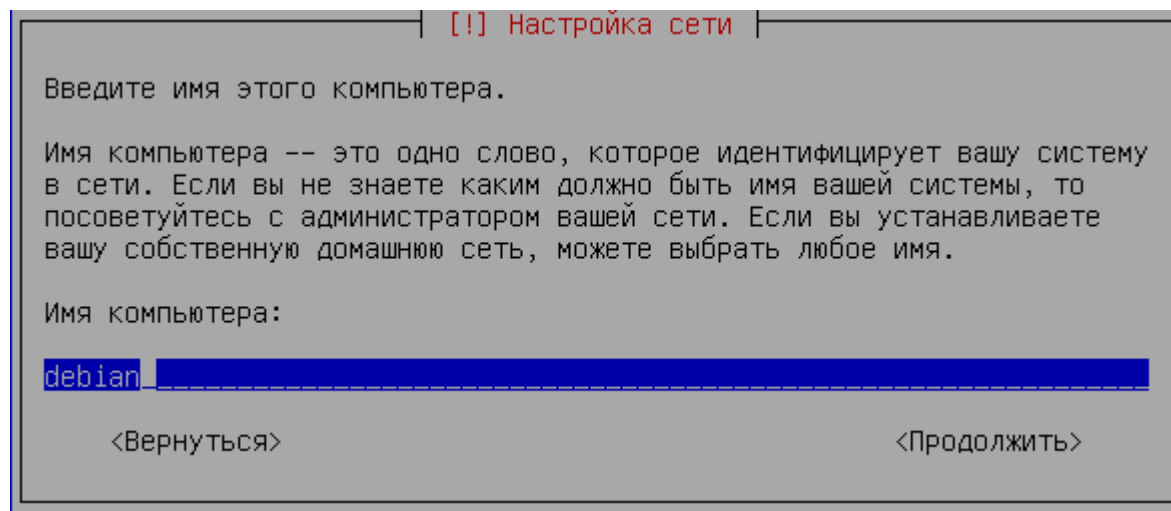 [!] Настройка сети
Введите имя этого компьютера.
Имя компьютера -- это одно слово, которое идентифицирует вашу систему
в сети. Если вы не знаете каким должно быть имя вашей системы, то
посоветуйтесь с администратором вашей сети. Если вы устанавливаете
вашу собственную домашнюю сеть, можете выбрать любое имя.
Имя компьютера:
debian
<Вернуться> <Продолжить>